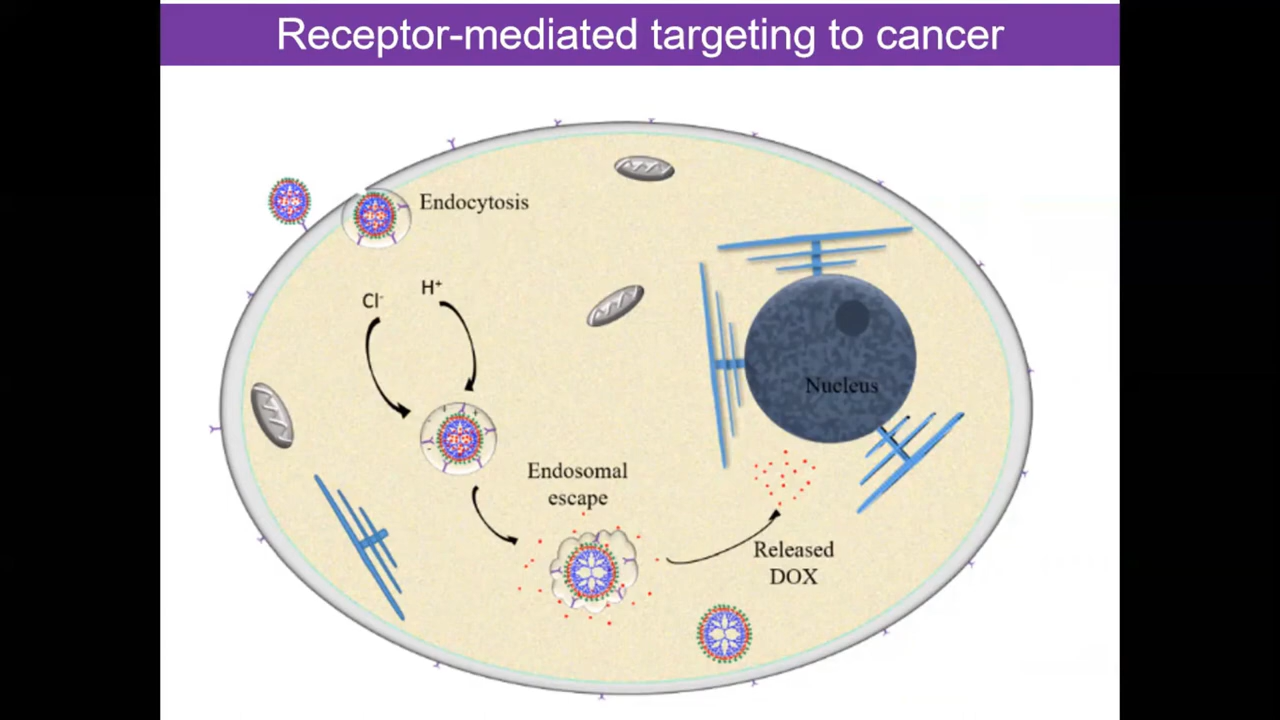 Receptor-mediated targeting to cancer
Endocytosis
Cl⁻
H⁺
Endosomal
escape
Nucleus
Released
DOX